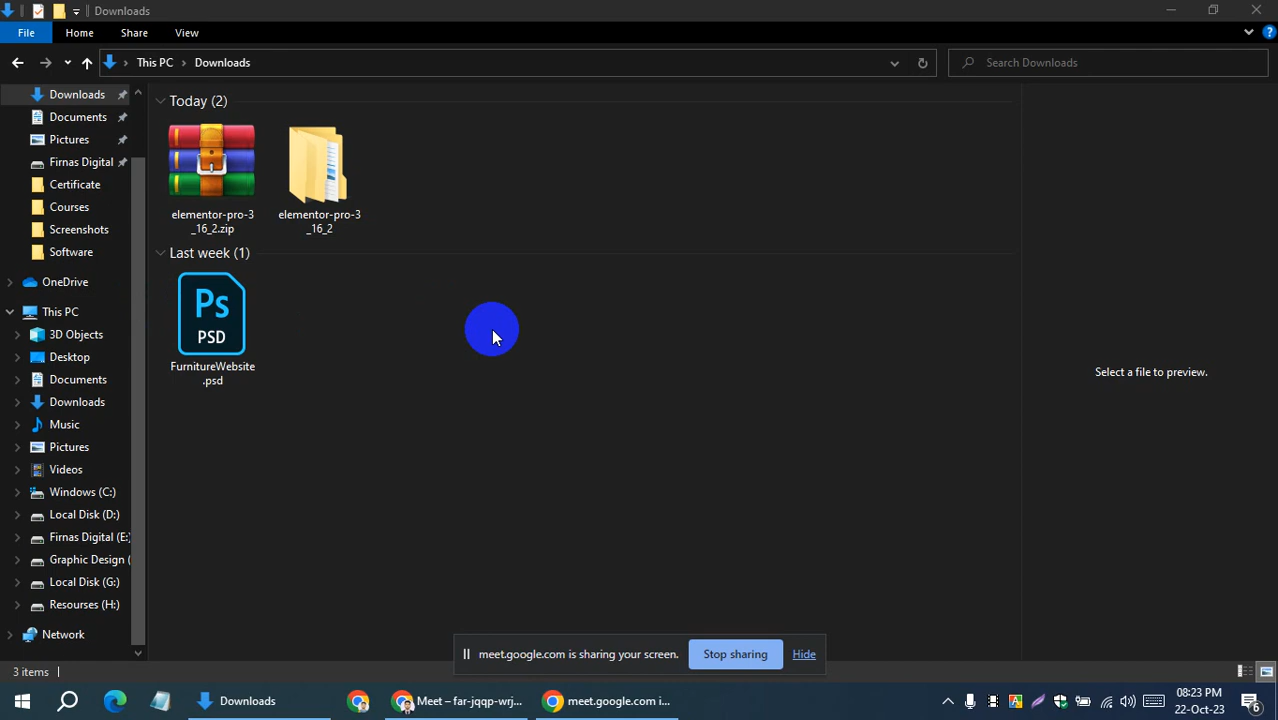 Downloads
File
Home
Share
View
This PC
Downloads
Search Downloads
Downloads
Documents
Pictures
Firnas Digital
Certificate
Courses
Screenshots
Software
OneDrive
This PC
3D Objects
Desktop
Documents
Downloads
Music
Pictures
Videos
Windows (C:)
Local Disk (D:)
Firnas Digital (E:)
Graphic Design (
Local Disk (G:)
Resourses (H:)
Network
Today (2)
elementor-pro-3
_16_2.zip
elementor-pro-3
_16_2
Last week (1)
Ps
PSD
FurnitureWebsite
.psd
Select a file to preview.
meet.google.com is sharing your screen.
Stop sharing
Hide
3 items
Downloads
Meet – far-jqqp-wrj...
meet.google.com i...
08:23 PM
22-Oct-23
6